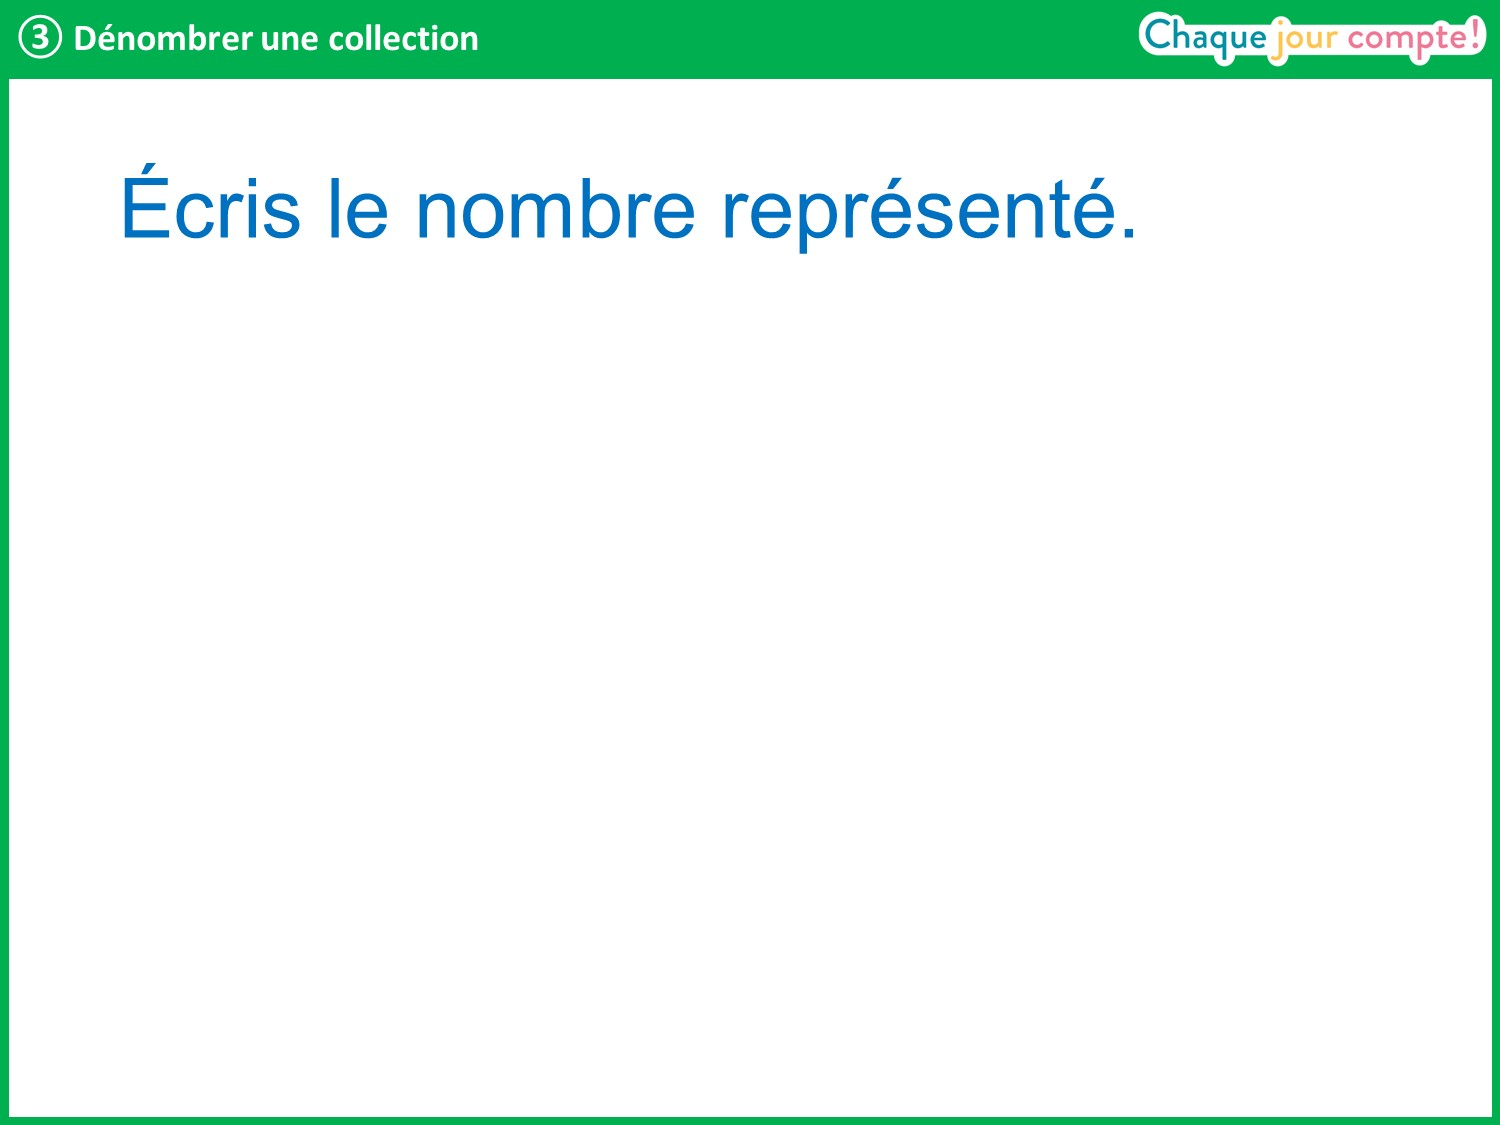 ③ Dénombrer une collection
Chaque jour compte!
Écris le nombre représenté.